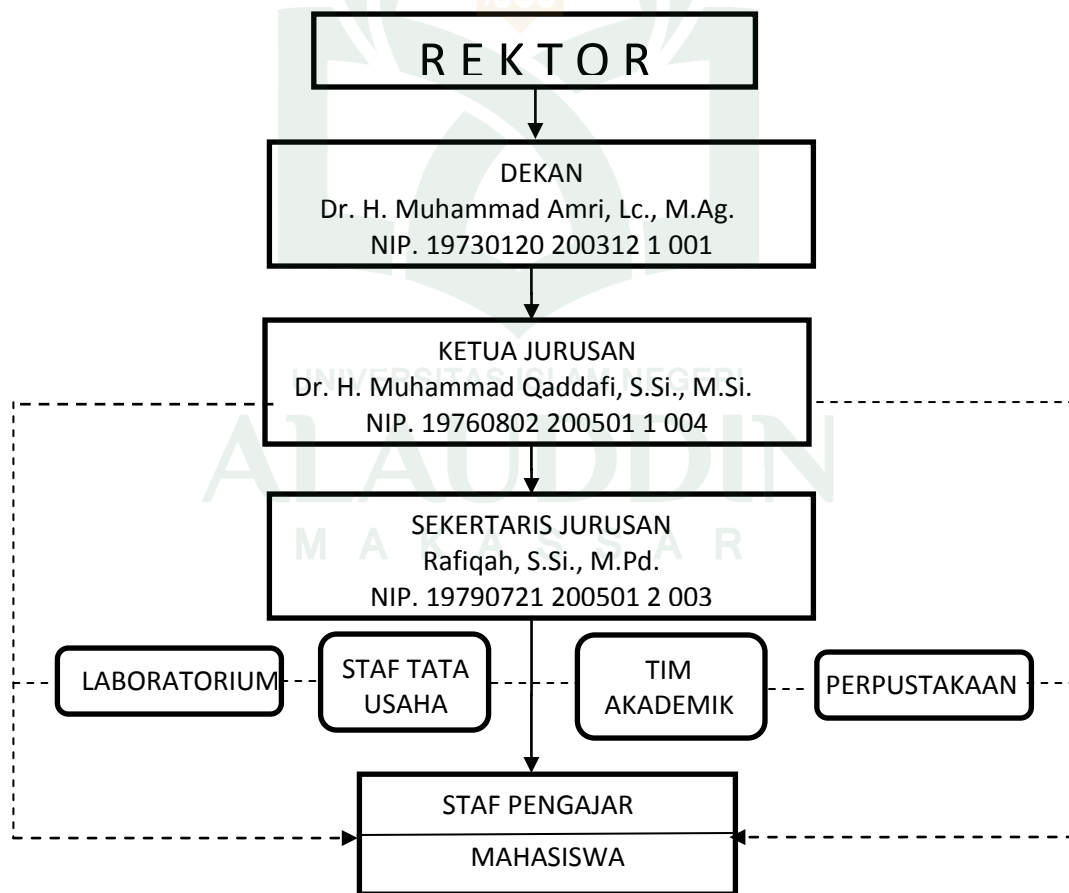 REKTOR
DEKAN
Dr. H. Muhammad Amri, Lc., M.Ag.
NIP. 19730120 200312 1 001
KETUA JURUSAN
UNIVERSITAS ISLAM NEGERI
Dr. H. Muhammad Qaddafi, S.Si., M.Si.
NIP. 19760802 200501 1 004
ALAUDDIN
SEKERTARIS JURUSAN
MAKASSAR
Rafiqah, S.Si., M.Pd.
NIP. 19790721 200501 2 003
LABORATORIUM
STAF TATA
USAHA
TIM
AKADEMIK
PERPUSTAKAAN
STAF PENGAJAR
MAHASISWA